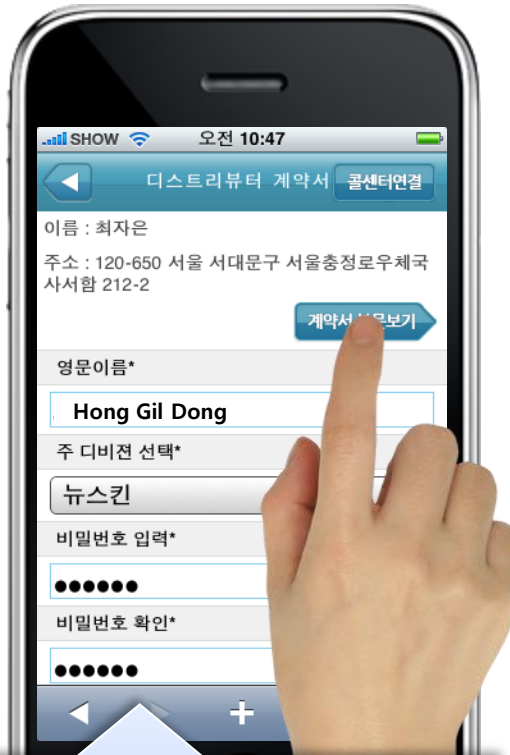 SHOW 오전 10:47
디스트리뷰터 계약서 콜센터연결
이름 : 최자은
주소 : 120-650 서울 서대문구 서울충정로우체국
사서함 212-2
계약서 보기
영문이름*
Hong Gil Dong
주 디비젼 선택*
뉴스킨
비밀번호 입력*
●●●●●●
비밀번호 확인*
●●●●●●